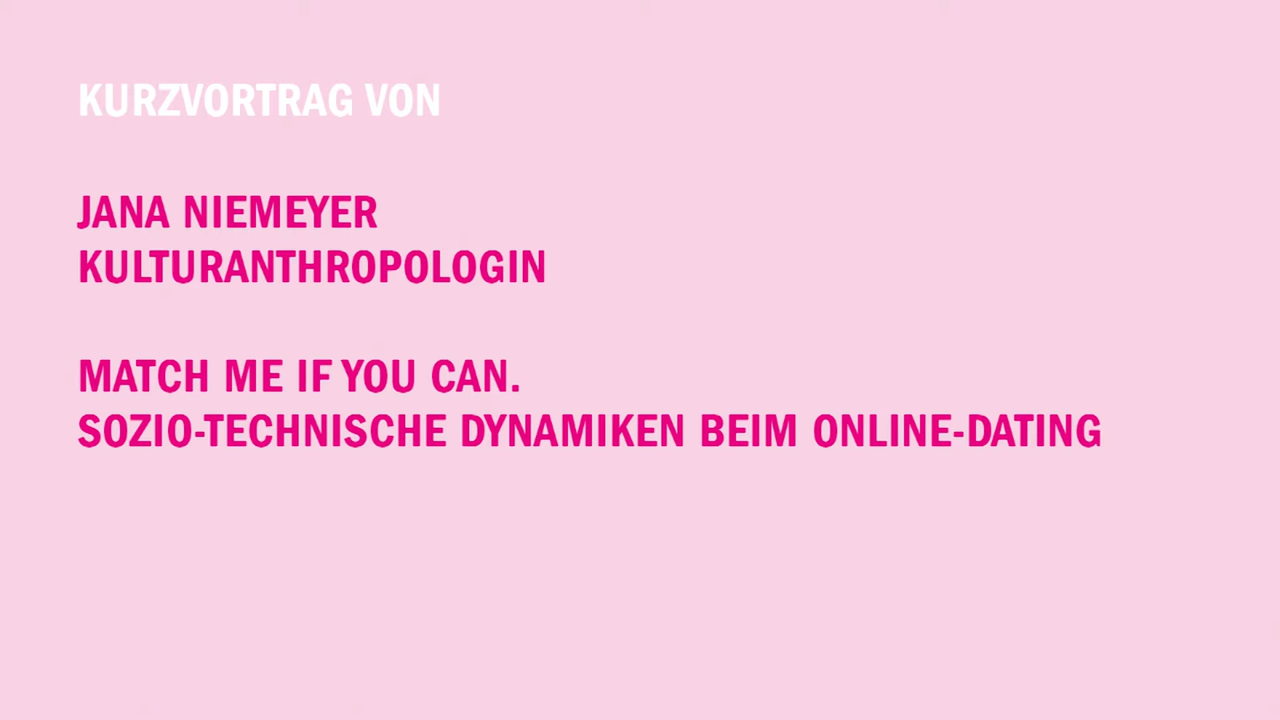 KURZVORTRAG VON
JANA NIEMEYER
KULTURANTHROPOLOGIN
MATCH ME IF YOU CAN.
SOZIO-TECHNISCHE DYNAMIKEN BEIM ONLINE-DATING